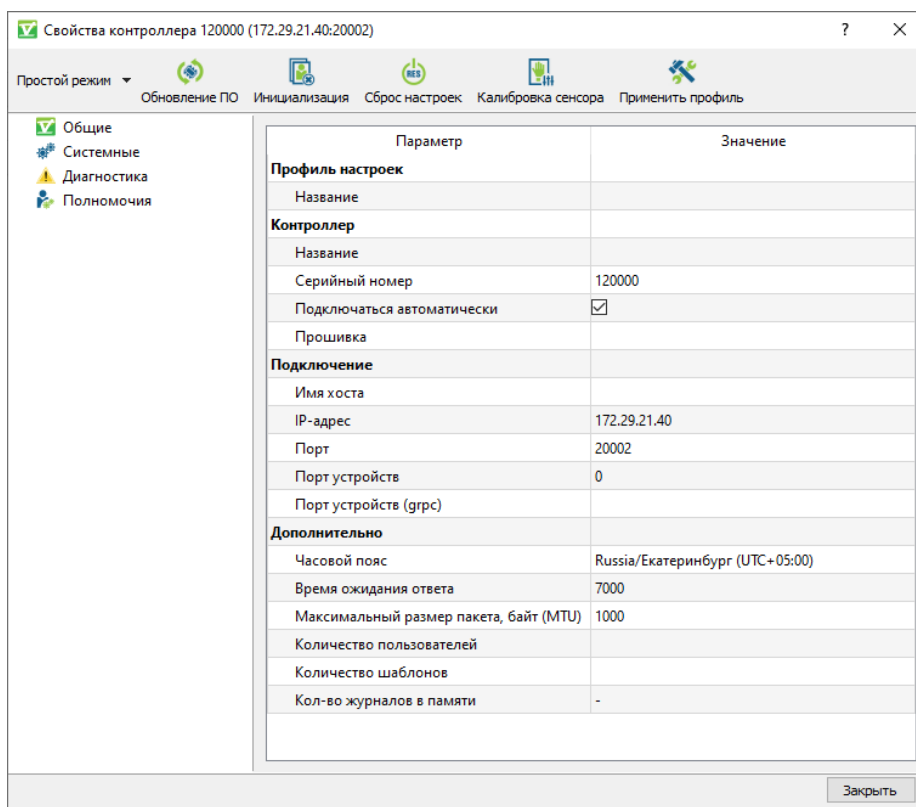 Свойства контроллера 120000 (172.29.21.40:20002) ?
Простой режим Обновление ПО Инициализация RES Сброс настроек Калибровка сенсора Применить профиль
Общие
Системные
Диагностика
Полномочия
Параметр Значение
Профиль настроек
Название
Контроллер
Название
Серийный номер 120000
Подключаться автоматически
Прошивка
Подключение
Имя хоста
IP-адрес 172.29.21.40
Порт 20002
Порт устройств 0
Порт устройств (grpc)
Дополнительно
Часовой пояс Russia/Екатеринбург (UTC+05:00)
Время ожидания ответа 7000
Максимальный размер пакета, байт (MTU) 1000
Количество пользователей
Количество шаблонов
Кол-во журналов в памяти -
Закрыть